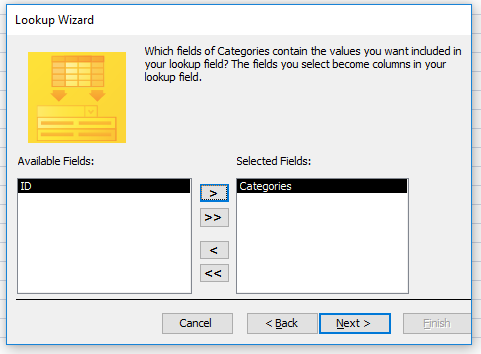 Lookup Wizard
Which fields of Categories contain the values you want included in
your lookup field? The fields you select become columns in your
lookup field.
Available Fields:
Selected Fields:
ID
>
Categories
>>
<
<<
Cancel
< Back
Next >
Finish